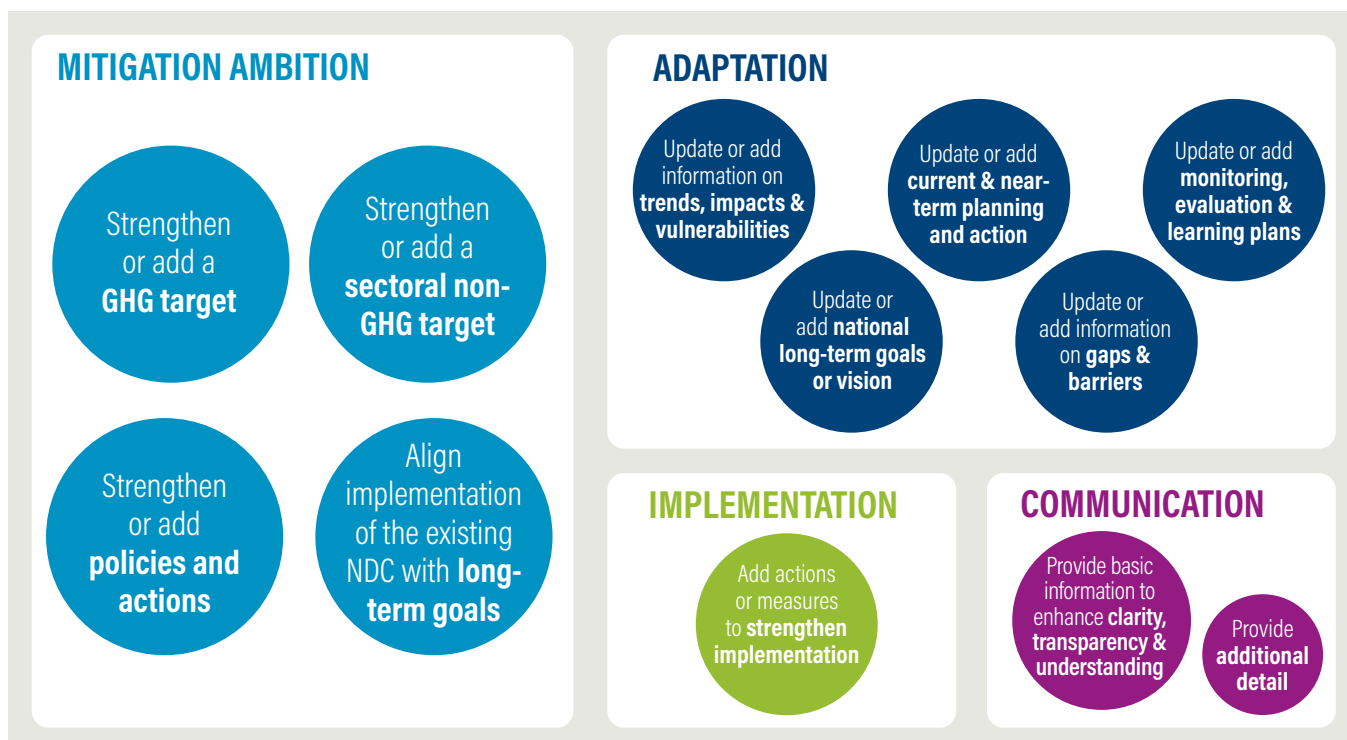 MITIGATION AMBITION
Strengthen
or add a
GHG target
Strengthen
or add a
sectoral non-
GHG target
Strengthen
or add
policies and
actions
Align
implementation
of the existing
NDC with long-
term goals
ADAPTATION
Update or add
information on
trends, impacts &
vulnerabilities
Update or add
current & near-
term planning
and action
Update or add
monitoring,
evaluation &
learning plans
Update or
add national
long-term goals
or vision
Update or
add information
on gaps &
barriers
IMPLEMENTATION
Add actions
or measures
to strengthen
implementation
COMMUNICATION
Provide basic
information to
enhance clarity,
transparency &
understanding
Provide
additional
detail